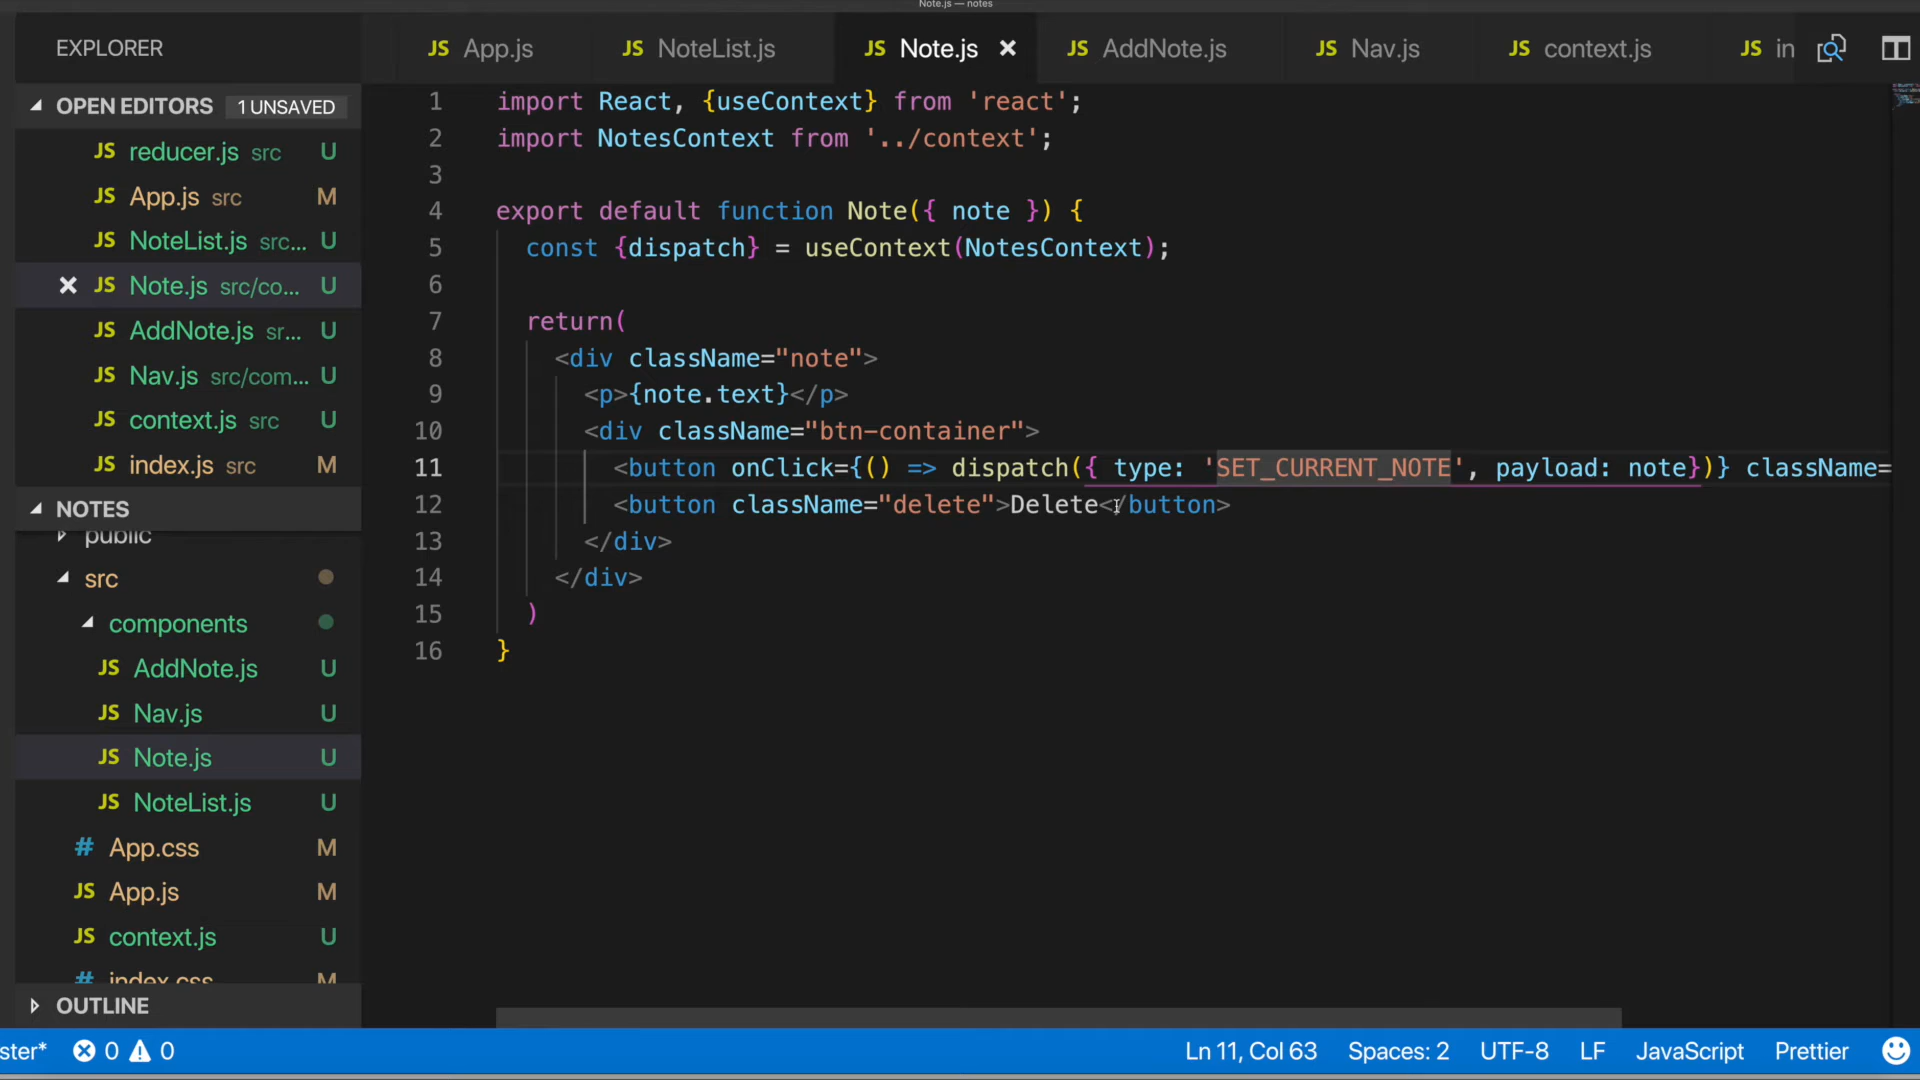 Note.js — notes
EXPLORER
JS App.js
JS NoteList.js
JS Note.js
JS AddNote.js
JS Nav.js
JS context.js
JS in
OPEN EDITORS 1 UNSAVED
JS reducer.js src U
JS App.js src M
JS NoteList.js src... U
JS Note.js src/co... U
JS AddNote.js sr... U
JS Nav.js src/com... U
JS context.js src U
JS index.js src M
NOTES
public
src
components
JS AddNote.js U
JS Nav.js U
JS Note.js U
JS NoteList.js U
# App.css M
JS App.js M
JS context.js U
# index.css M
OUTLINE
1 import React, {useContext} from 'react';
2 import NotesContext from '../context';
3
4 export default function Note({ note }) {
5 const {dispatch} = useContext(NotesContext);
6
7 return(
8 <div className="note">
9 <p>{note.text}</p>
10 <div className="btn-container">
11 <button onClick={() => dispatch({ type: 'SET_CURRENT_NOTE', payload: note})} className=
12 <button className="delete">Delete</button>
13 </div>
14 </div>
15 )
16 }
ster* 0 0 Ln 11, Col 63 Spaces: 2 UTF-8 LF JavaScript Prettier